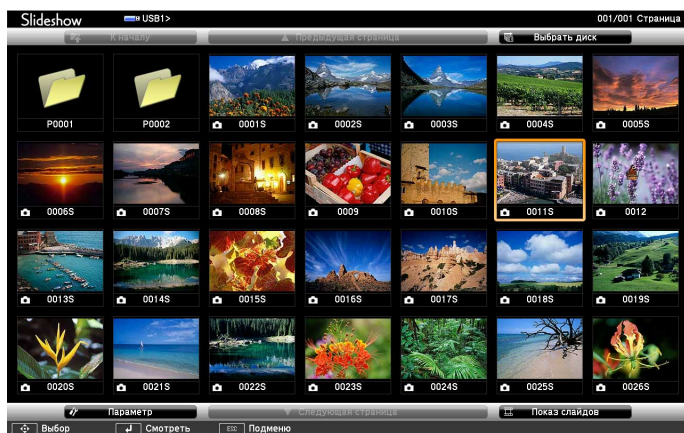 Slideshow USB1> 001/001 Страница
К началу Предыдущая страница Выбрать диск
P0001 P0002 0001S 0002S 0003S 0004S 0005S
0006S 0007S 0008S 0009 0010S 0011S 0012
0013S 0014S 0015S 0016S 0017S 0018S 0019S
0020S 0021S 0022S 0023S 0024S 0025S 0026S
Параметр Следующая страница Показ слайдов
Выбор Смотреть ESC Подменю